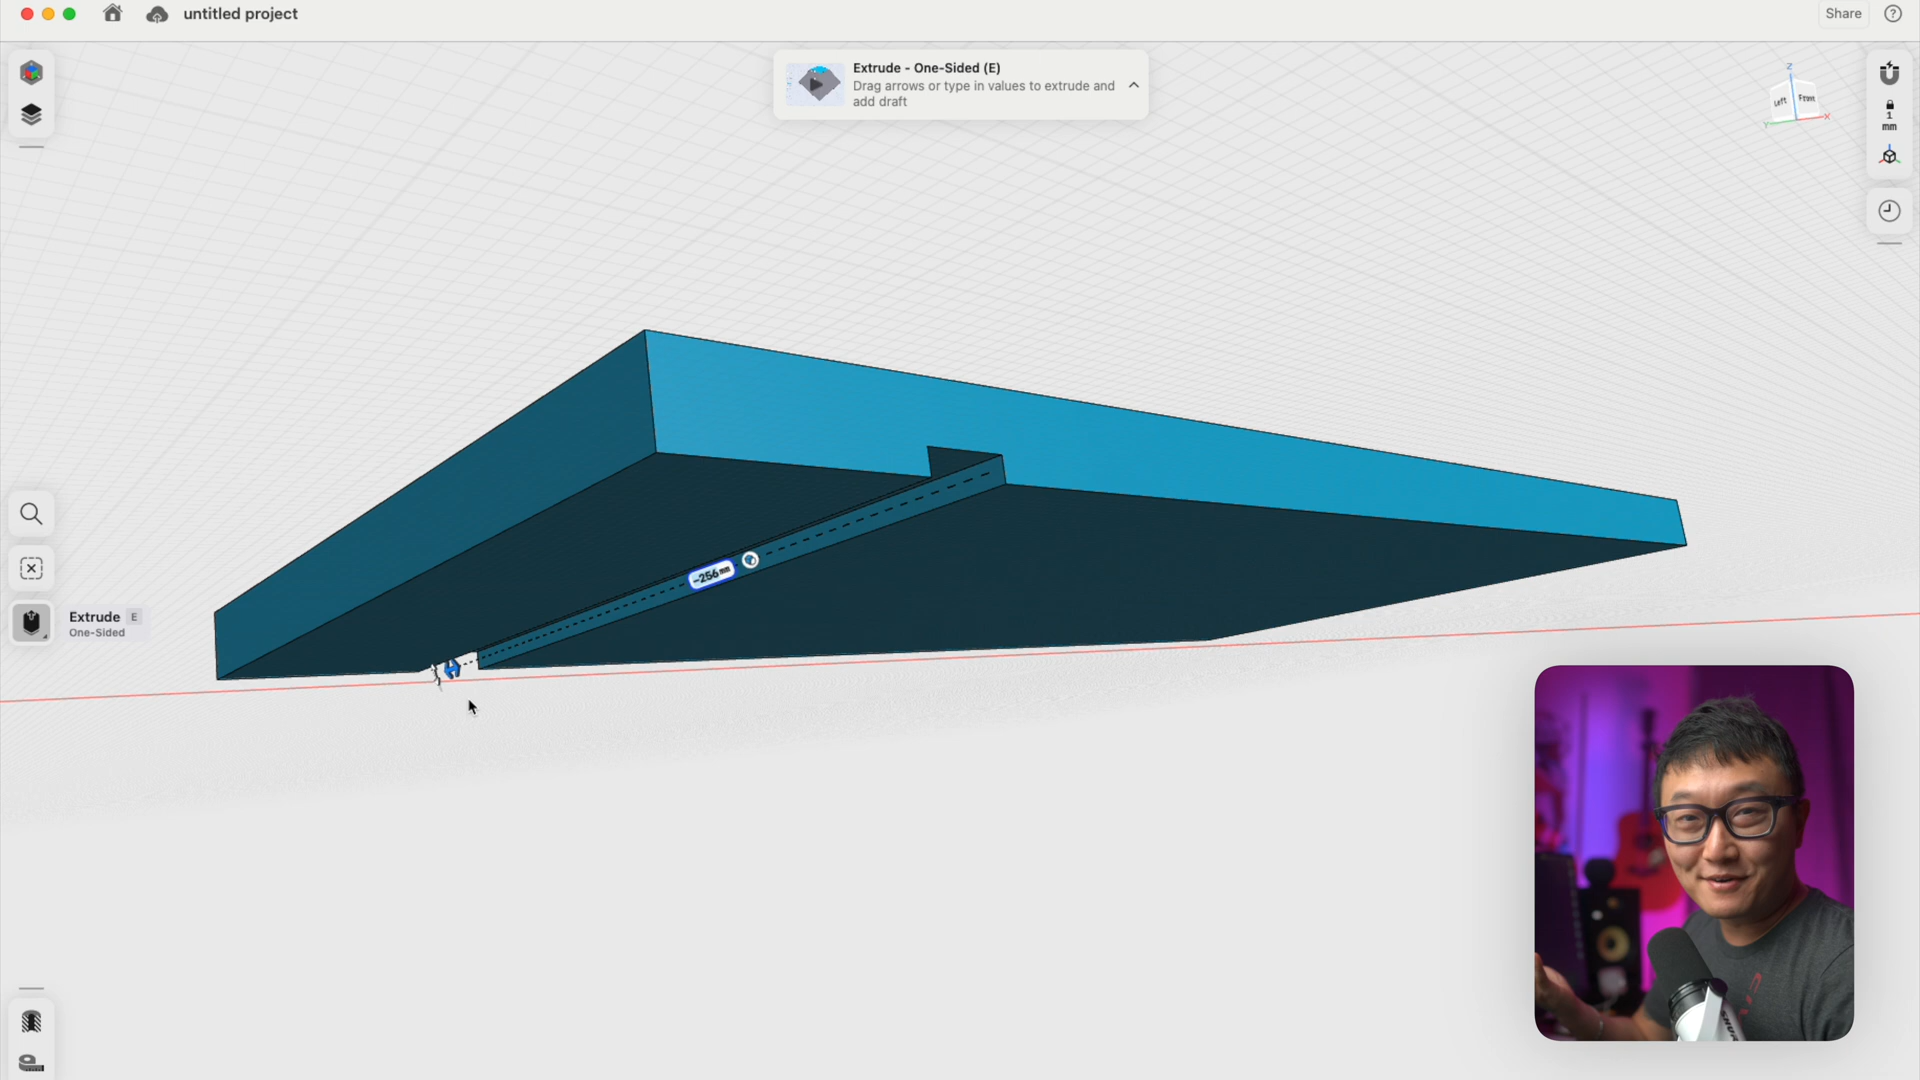 untitled project
Share
?
Extrude - One-Sided (E)
Drag arrows or type in values to extrude and
add draft
Z
Left
Front
Y
X
1
mm
-256 mm
Extrude E
One-Sided
SHURE